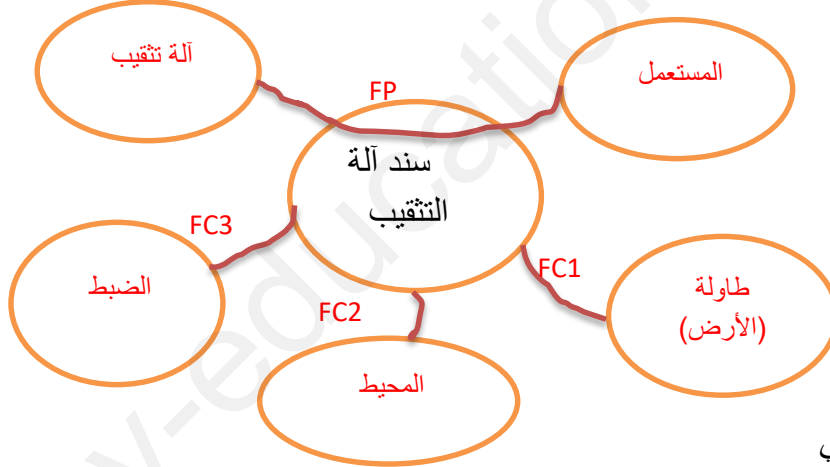 آلة تثقيب
المستعمل
FP
سند آلة
التثقيب
FC3
FC1
الضبط
FC2
طاولة
(الأرض)
المحيط